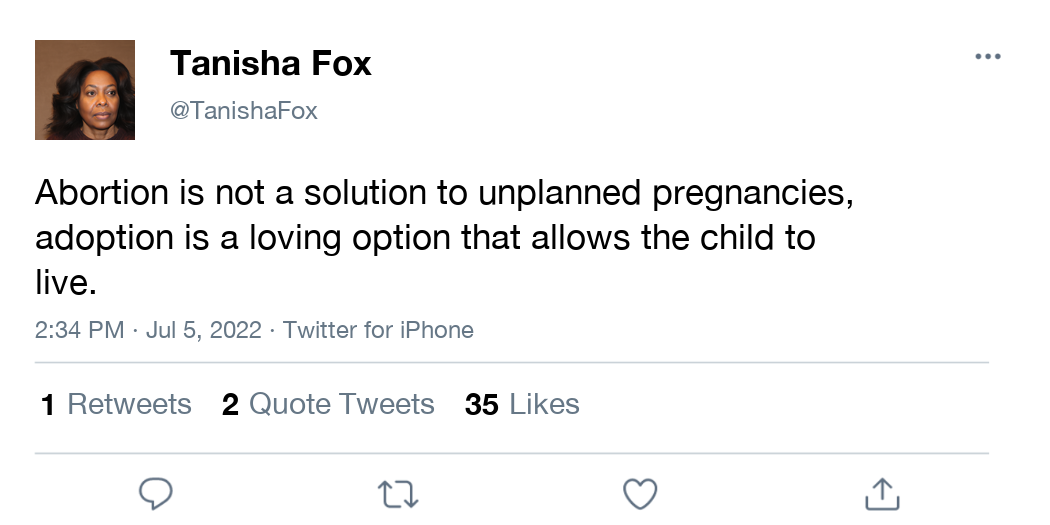 Tanisha Fox
@TanishaFox
Abortion is not a solution to unplanned pregnancies,
adoption is a loving option that allows the child to
live.
2:34 PM · Jul 5, 2022 · Twitter for iPhone
1 Retweets 2 Quote Tweets 35 Likes